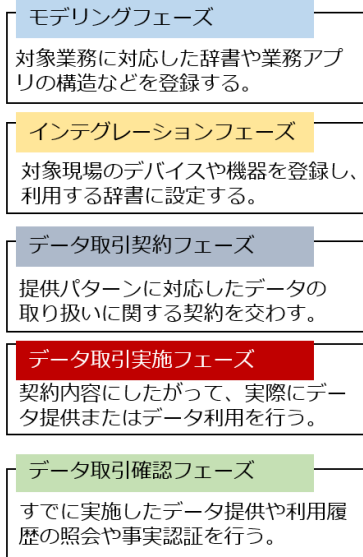 モデリングフェーズ
対象業務に対応した辞書や業務アプ
リの構造などを登録する。
インテグレーションフェーズ
対象現場のデバイスや機器を登録し、
利用する辞書に設定する。
データ取引契約フェーズ
提供パターンに対応したデータの
取り扱いに関する契約を交わす。
データ取引実施フェーズ
契約内容にしたがって、実際にデー
タ提供またはデータ利用を行う。
データ取引確認フェーズ
すでに実施したデータ提供や利用履
歴の照会や事実認証を行う。